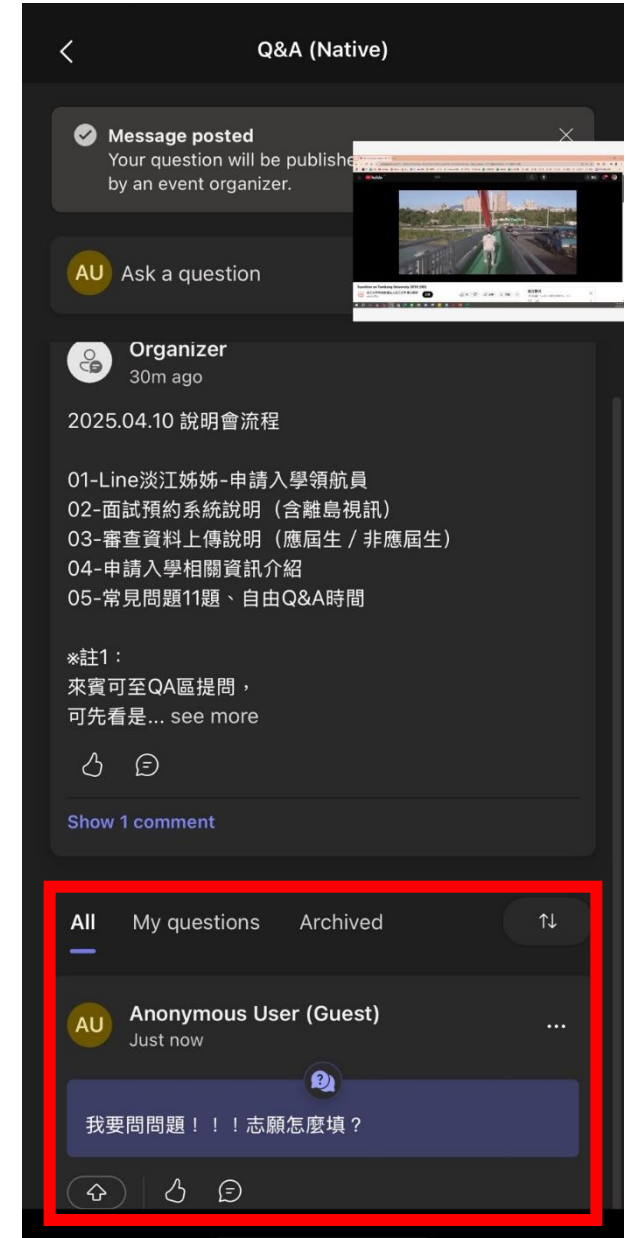 Q&A (Native)
Message posted
Your question will be publishe
by an event organizer.
AU Ask a question
Organizer
30m ago
2025.04.10 說明會流程
01-Line淡江姊姊-申請入學領航員
02-面試預約系統說明（含離島視訊）
03-審查資料上傳說明（應屆生 / 非應屆生）
04-申請入學相關資訊介紹
05-常見問題11題、自由Q&A時間
※註1：
來賓可至QA區提問，
可先看是... see more
Show 1 comment
All My questions Archived
AU Anonymous User (Guest)
Just now
我要問問題！！！志願怎麼填？